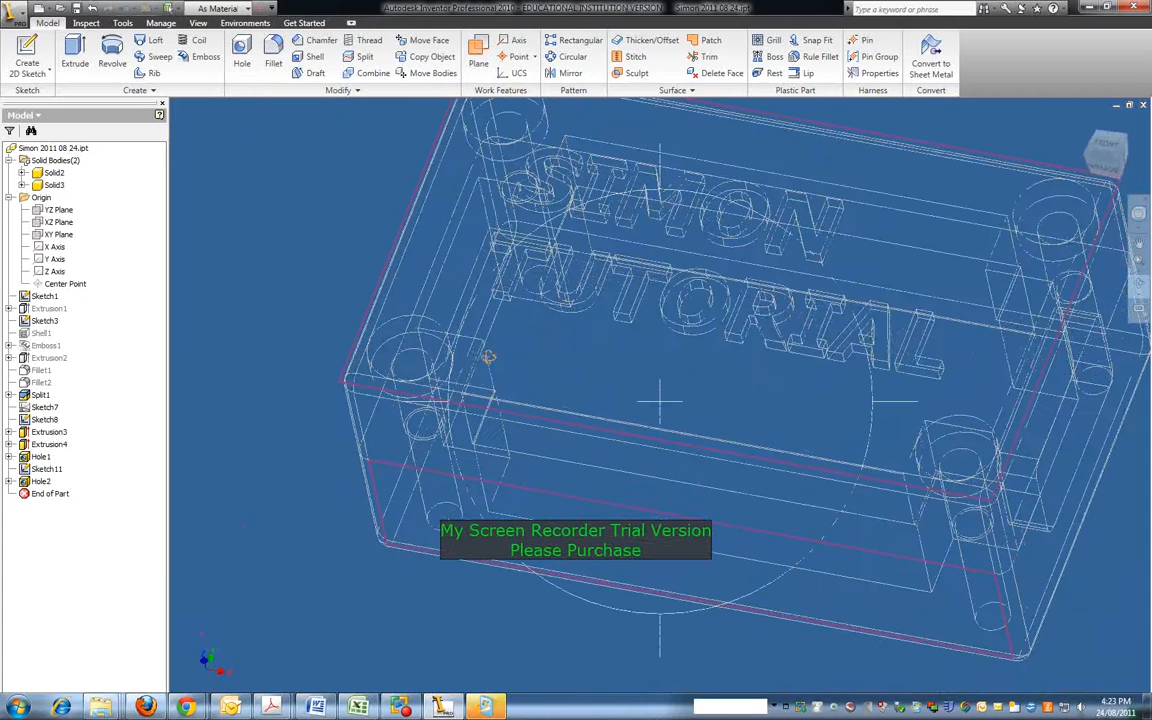 As Material
Autodesk Inventor Professional 2010 - EDUCATIONAL INSTITUTION VERSION
Simon 2011 08 24.ipt
Type a keyword or phrase
PRO
Model Inspect Tools Manage View Environments Get Started
Create 2D Sketch
Extrude
Revolve
Loft
Sweep
Rib
Coil
Emboss
Hole
Fillet
Chamfer
Shell
Draft
Thread
Split
Combine
Move Face
Copy Object
Move Bodies
Plane
Axis
Point
UCS
Rectangular
Circular
Mirror
Thicken/Offset
Stitch
Sculpt
Patch
Trim
Delete Face
Grill
Boss
Rest
Snap Fit
Rule Fillet
Lip
Pin
Pin Group
Properties
Convert to Sheet Metal
Sketch
Create
Modify
Work Features
Pattern
Surface
Plastic Part
Harness
Convert
Model
Simon 2011 08 24.ipt
Solid Bodies(2)
Solid2
Solid3
Origin
YZ Plane
XZ Plane
XY Plane
X Axis
Y Axis
Z Axis
Center Point
Sketch1
Extrusion1
Sketch3
Shell1
Emboss1
Extrusion2
Fillet1
Fillet2
Split1
Sketch7
Sketch8
Extrusion3
Extrusion4
Hole1
Sketch11
Hole2
End of Part
FRONT
SIMON
TUTORIAL
My Screen Recorder Trial Version
Please Purchase
4:23 PM
24/08/2011